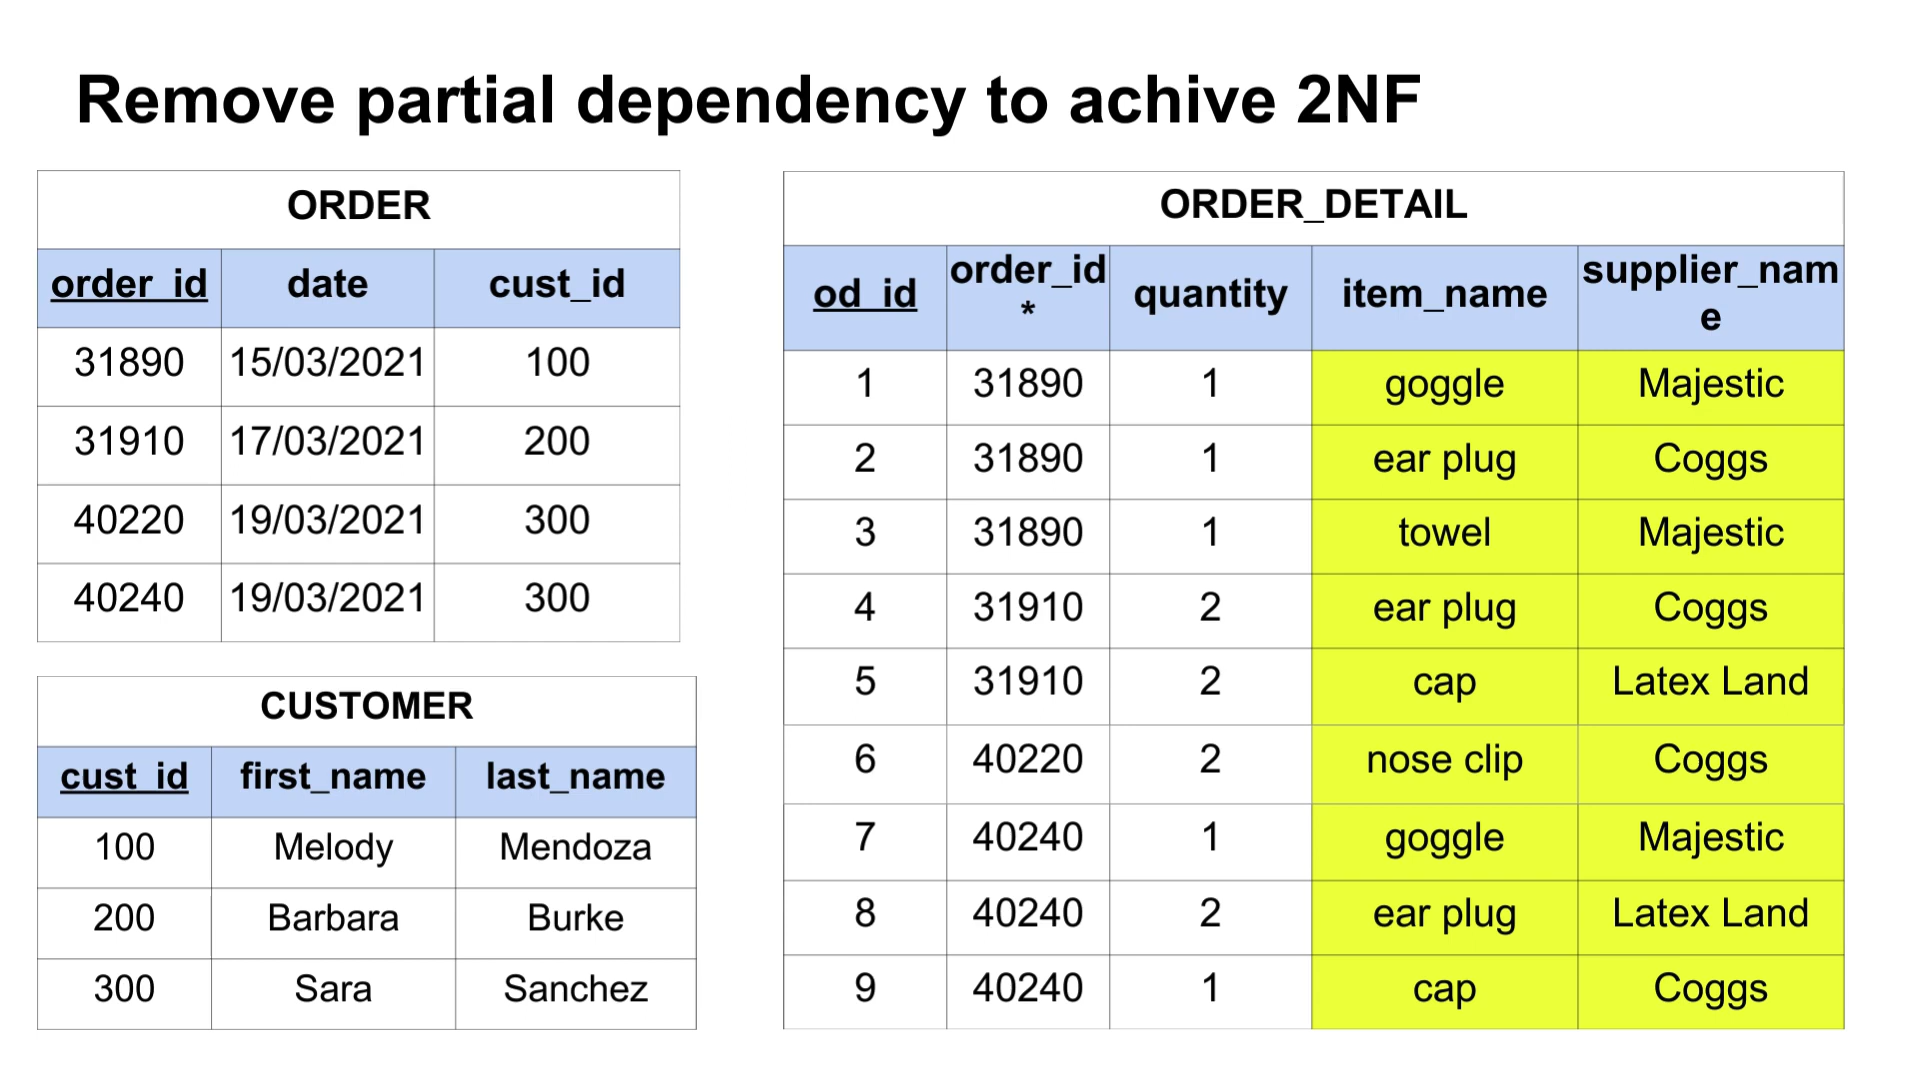 Remove partial dependency to achive 2NF
ORDER
order_id date cust_id
31890 15/03/2021 100
31910 17/03/2021 200
40220 19/03/2021 300
40240 19/03/2021 300
CUSTOMER
cust_id first_name last_name
100 Melody Mendoza
200 Barbara Burke
300 Sara Sanchez
ORDER_DETAIL
od_id order_id* quantity item_name supplier_name
1 31890 1 goggle Majestic
2 31890 1 ear plug Coggs
3 31890 1 towel Majestic
4 31910 2 ear plug Coggs
5 31910 2 cap Latex Land
6 40220 2 nose clip Coggs
7 40240 1 goggle Majestic
8 40240 2 ear plug Latex Land
9 40240 1 cap Coggs